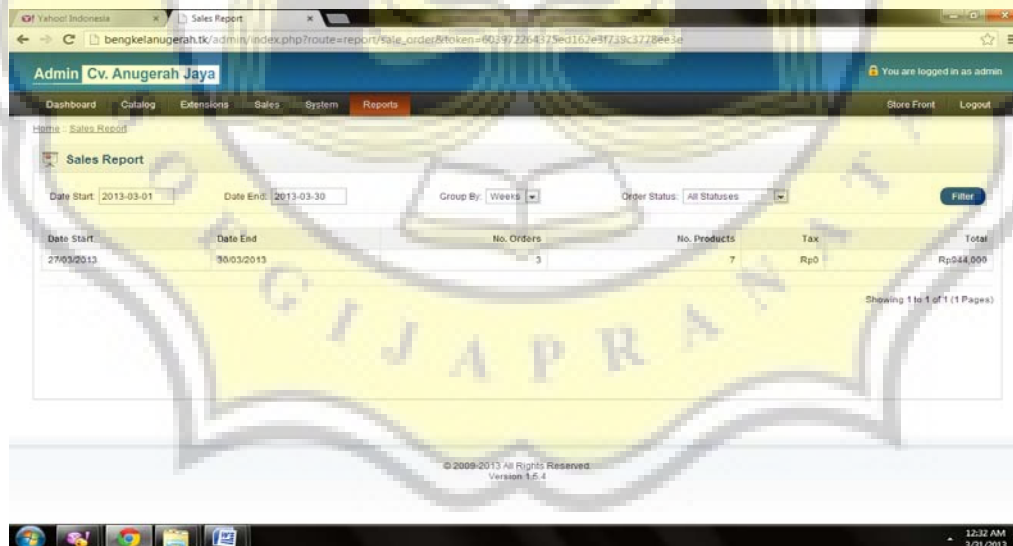 Yahoo! Indonesia
Sales Report
bengkelanugerah.tk/admin/index.php?route=report/sale_order&token=603972264375ed162e3f739c3778ee3e
Admin Cv. Anugerah Jaya
You are logged in as admin
Dashboard Catalog Extensions Sales System Reports Store Front Logout
Home :: Sales Report
Sales Report
Date Start: 2013-03-01 Date End: 2013-03-30 Group By: Weeks Order Status: All Statuses Filter
Date Start Date End No. Orders No. Products Tax Total
27/03/2013 30/03/2013 3 7 Rp0 Rp944,000
Showing 1 to 1 of 1 (1 Pages)
GIJAPRANAT
© 2009-2013 All Rights Reserved.
Version 1.5.4
12:32 AM
3/31/2013